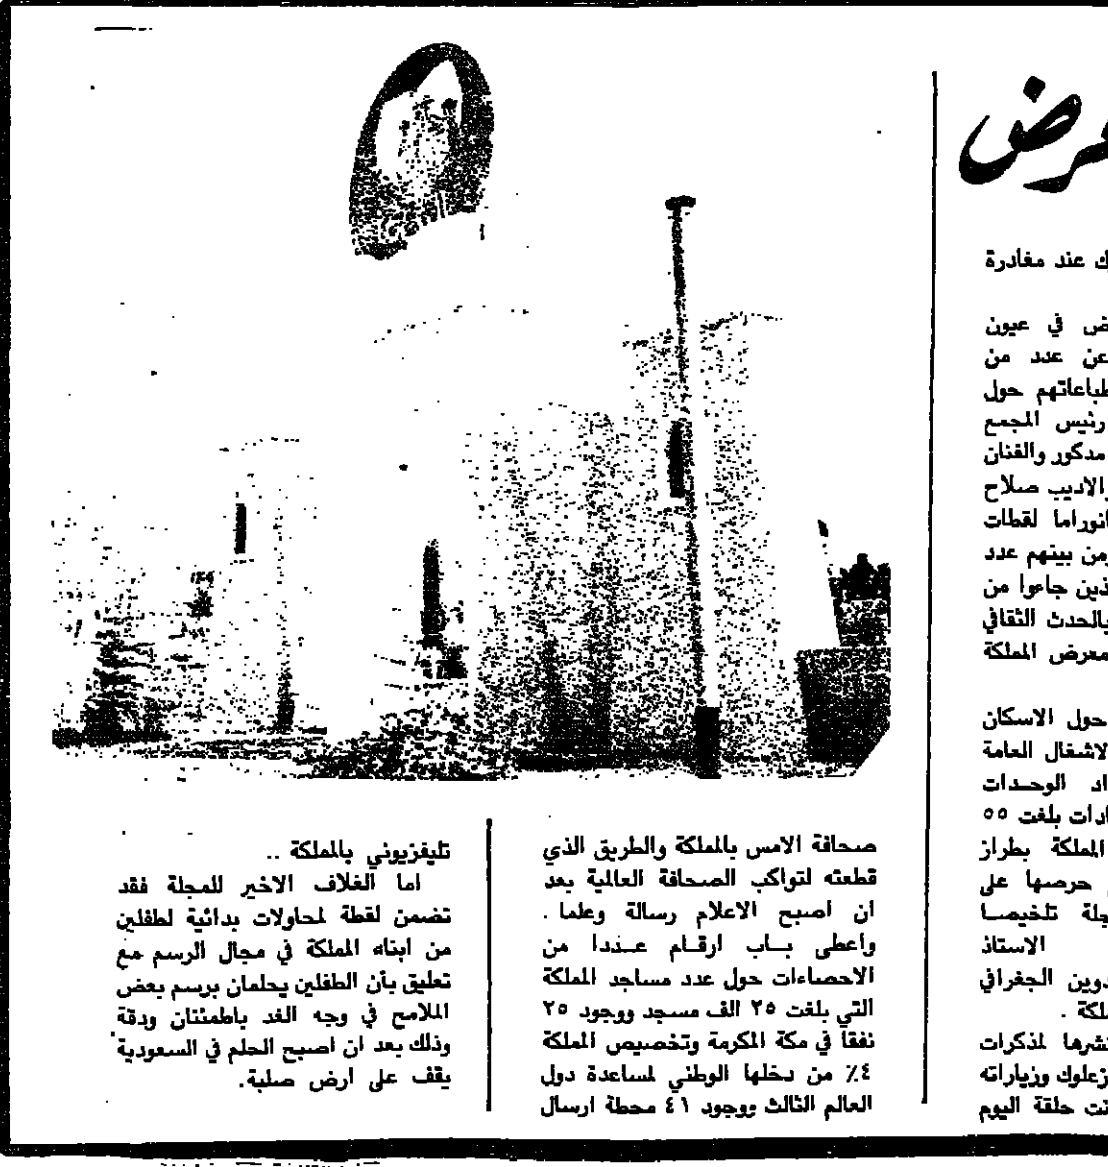 عرض
ك عند مغادرة
ض في عيون
عن عدد من
طباعاتهم حول
رئيس المجمع
مدكور والفنان
الاديب صلاح
انوراما لقطات
ومن بينهم عدد
ذين جاءوا من
بالحدث الثقافي
معرض المملكة
حول الاسكان
لاشغال العامة
اد الوحدات
ادات بلغت ٥٥
المملكة بطراز
حرصها على
جلة تلخيصا
الاستاذ
دوين الجغرافي
ملكة .
نشرها لمذكرات
زعلوك وزياراته
نت حلقة اليوم
صحافة الامس بالمملكة والطريق الذي
قطعته لتواكب الصحافة العالمية بعد
ان اصبح الاعلام رسالة وعلما .
واعطى بـاب ارقـام عـددا من
الاحصاءات حول عدد مساجد المملكة
التي بلغت ٢٥ الف مسجد ووجود ٢٥
نفقا في مكة المكرمة وتخصيص المملكة
٤٪ من دخلها الوطني لمساعدة دول
العالم الثالث ووجود ٤١ محطة ارسال
تليفزيوني بالمملكة ..
اما الغلاف الاخير للمجلة فقد
تضمن لقطة لمحاولات بدائية لطفلين
من ابناء المملكة في مجال الرسم مع
تعليق بأن الطفلين يحلمان برسم بعض
الملامح في وجه الغد باطمئنان ودقة
وذلك بعد ان اصبح الحلم في السعودية
يقف على ارض صلبة.